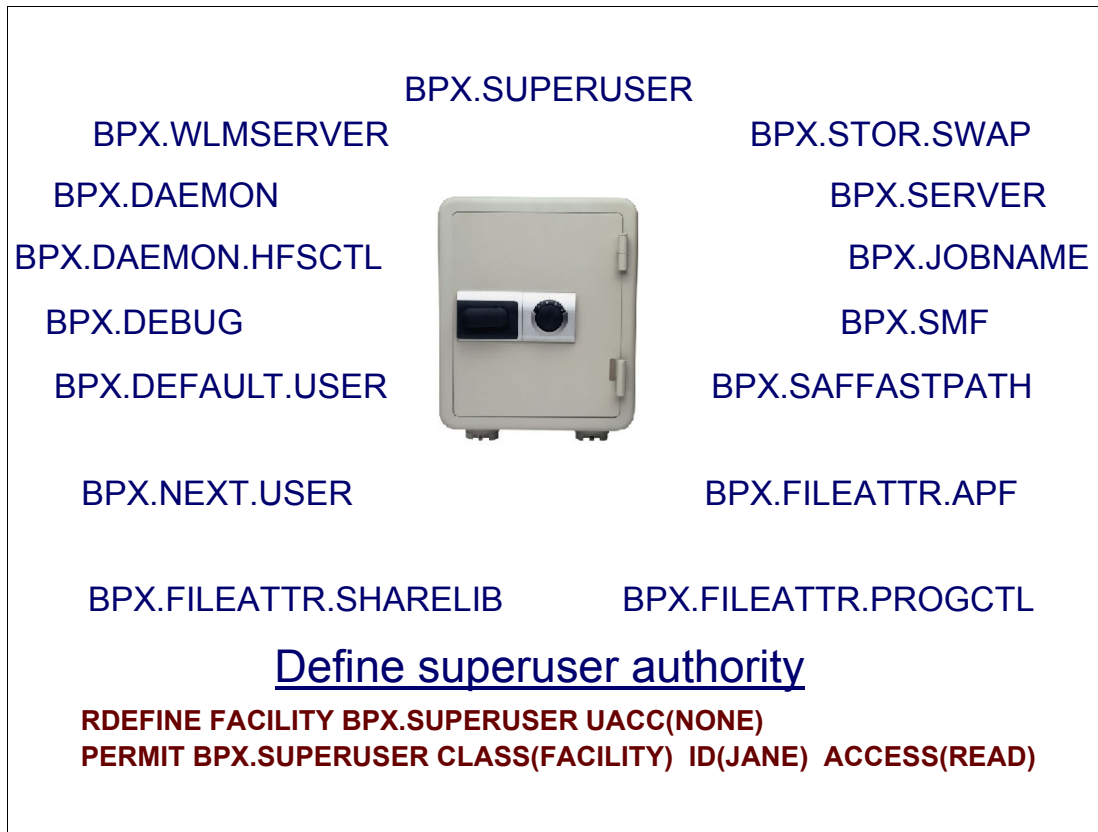 BPX.SUPERUSER
BPX.WLMSERVER
BPX.STOR.SWAP
BPX.DAEMON
BPX.SERVER
BPX.DAEMON.HFSCTL
BPX.JOBNAME
BPX.DEBUG
BPX.SMF
BPX.DEFAULT.USER
BPX.SAFFASTPATH
BPX.NEXT.USER
BPX.FILEATTR.APF
BPX.FILEATTR.SHARELIB
BPX.FILEATTR.PROGCTL
Define superuser authority
RDEFINE FACILITY BPX.SUPERUSER UACC(NONE)
PERMIT BPX.SUPERUSER CLASS(FACILITY)  ID(JANE)  ACCESS(READ)